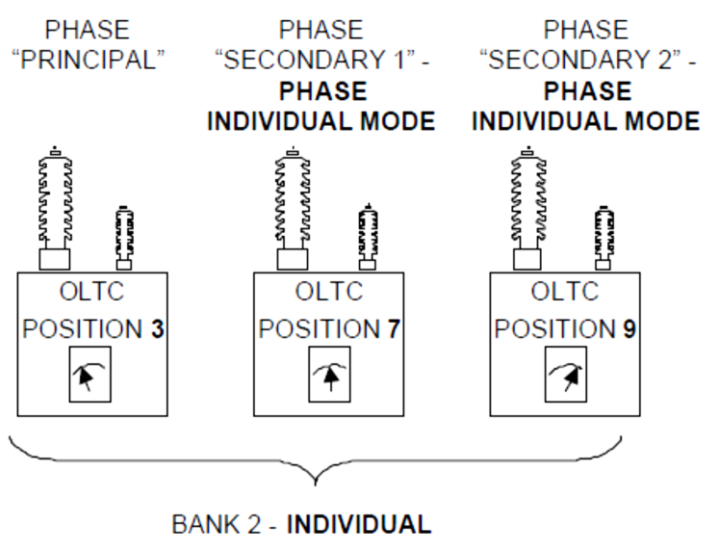 PHASE
“PRINCIPAL”
PHASE
“SECONDARY 1” -
PHASE
INDIVIDUAL MODE
PHASE
“SECONDARY 2” -
PHASE
INDIVIDUAL MODE
OLTC
POSITION 3
OLTC
POSITION 7
OLTC
POSITION 9
BANK 2 - INDIVIDUAL